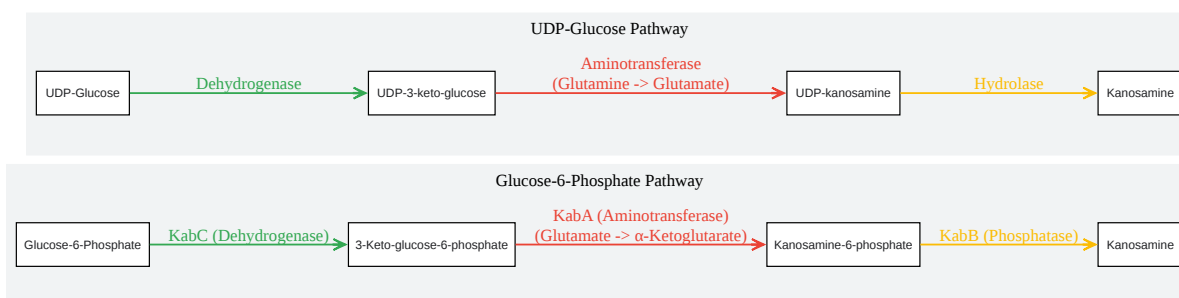 UDP-Glucose Pathway
UDP-Glucose
Dehydrogenase
UDP-3-keto-glucose
Aminotransferase
(Glutamine -> Glutamate)
UDP-kanosamine
Hydrolase
Kanosamine
Glucose-6-Phosphate Pathway
Glucose-6-Phosphate
KabC (Dehydrogenase)
3-Keto-glucose-6-phosphate
KabA (Aminotransferase)
(Glutamate -> α-Ketoglutarate)
Kanosamine-6-phosphate
KabB (Phosphatase)
Kanosamine